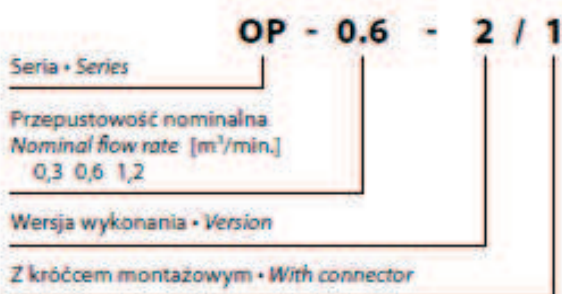 OP - 0.6 - 2 / 1
Seria • Series
Przepustowość nominalna
Nominal flow rate [m³/min.]
0,3 0,6 1,2
Wersja wykonania • Version
Z króćcem montażowym • With connector